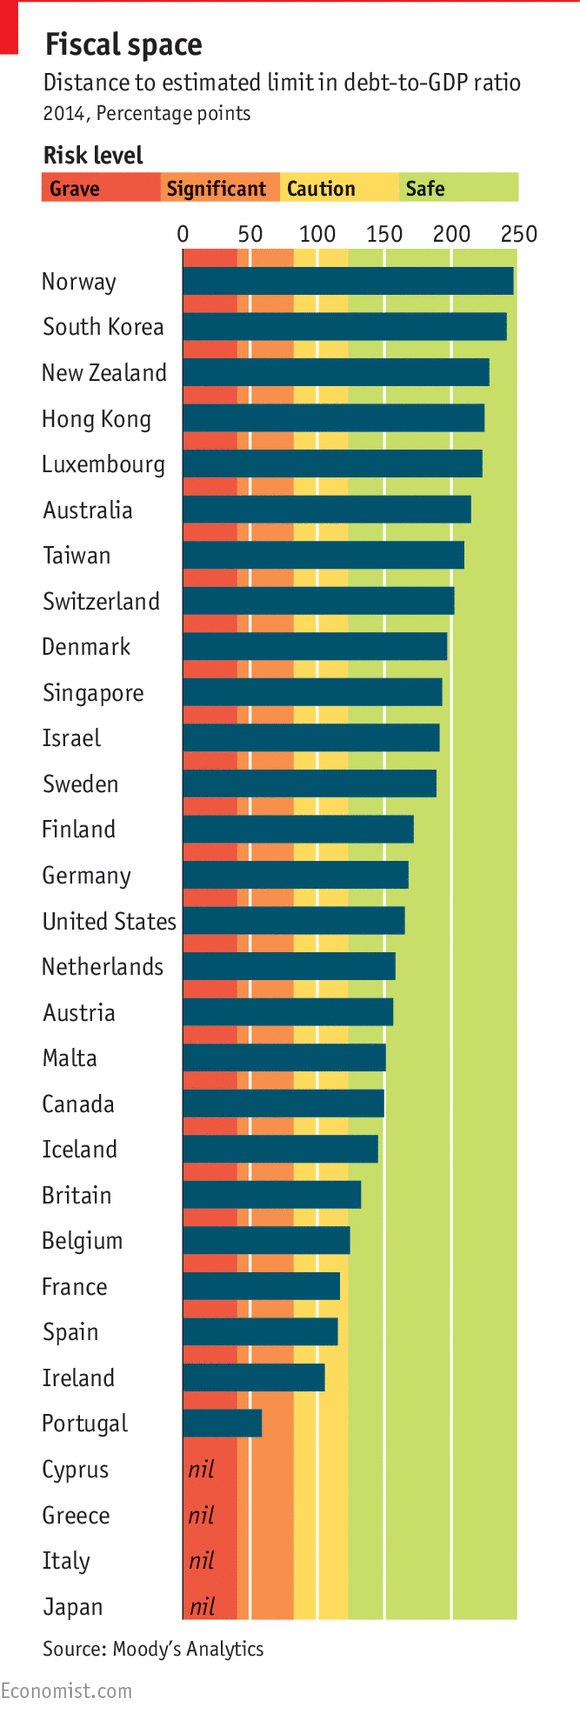 Fiscal space
Distance to estimated limit in debt-to-GDP ratio
2014, Percentage points
Risk level
Grave Significant Caution Safe
0 50 100 150 200 250
Norway
South Korea
New Zealand
Hong Kong
Luxembourg
Australia
Taiwan
Switzerland
Denmark
Singapore
Israel
Sweden
Finland
Germany
United States
Netherlands
Austria
Malta
Canada
Iceland
Britain
Belgium
France
Spain
Ireland
Portugal
Cyprus nil
Greece nil
Italy nil
Japan nil
Source: Moody's Analytics
Economist.com